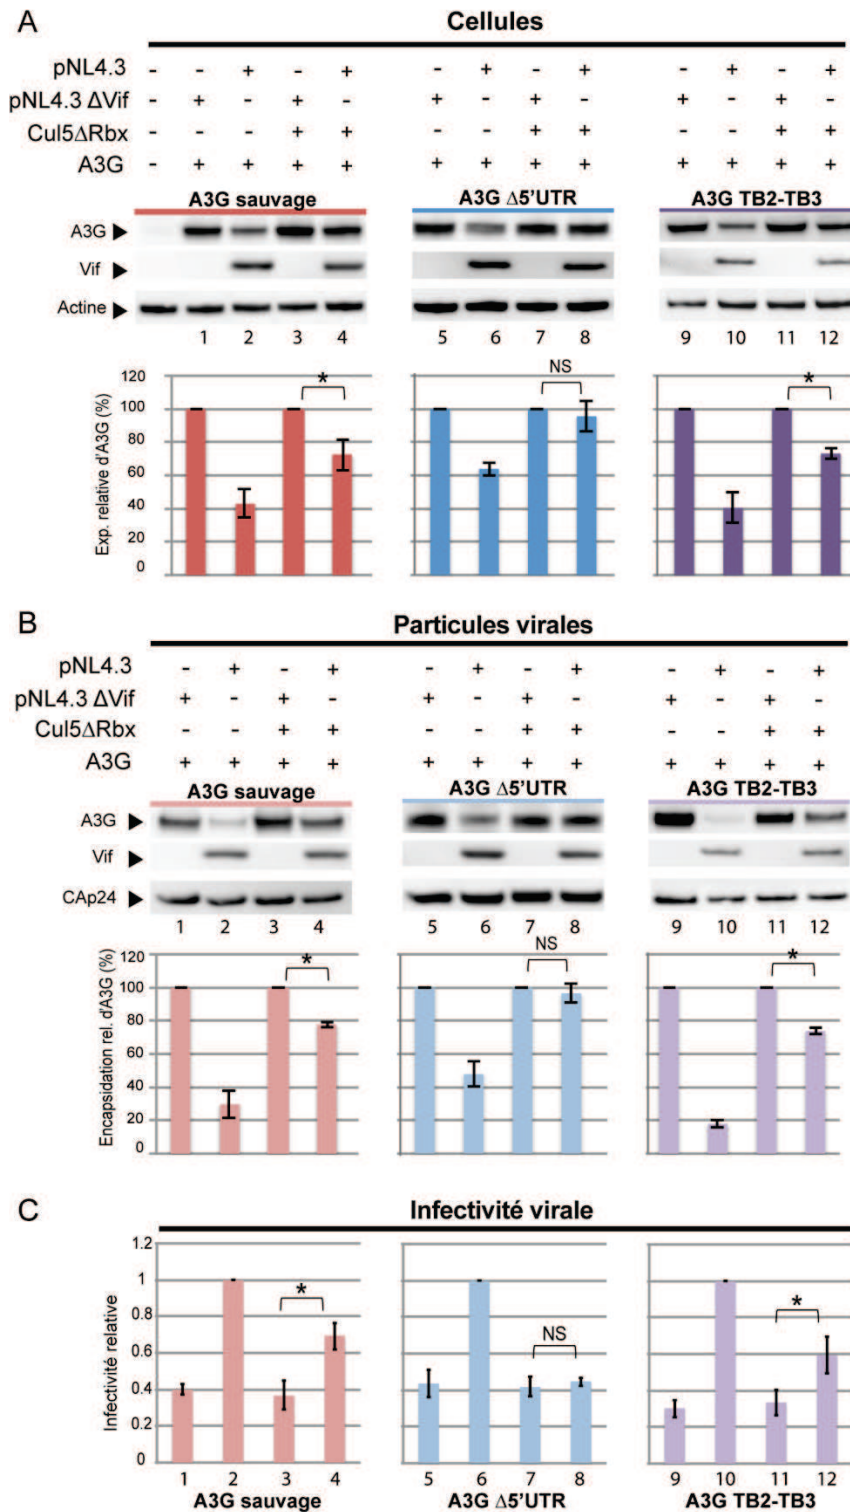 A
Cellules
pNL4.3 - - + - + - + - + - + - +
pNL4.3 ΔVif - + - + - + - + - + - + -
Cul5ΔRbx - - - + + - - + + - - + +
A3G - + + + + + + + + + + + +
A3G sauvage A3G Δ5'UTR A3G TB2-TB3
A3G
Vif
Actine
1 2 3 4 5 6 7 8 9 10 11 12
Exp. relative d'A3G (%)
120
100
80
60
40
20
0
* NS *
B
Particules virales
pNL4.3 - + - + - + - + - + - +
pNL4.3 ΔVif + - + - + - + - + - + -
Cul5ΔRbx - - + + - - + + - - + +
A3G + + + + + + + + + + + +
A3G sauvage A3G Δ5'UTR A3G TB2-TB3
A3G
Vif
CAp24
1 2 3 4 5 6 7 8 9 10 11 12
Encapsidation rel. d'A3G (%)
120
100
80
60
40
20
0
* NS *
C
Infectivité virale
Infectivité relative
1.2
1
0.8
0.6
0.4
0.2
0
* NS *
1 2 3 4 5 6 7 8 9 10 11 12
A3G sauvage A3G Δ5'UTR A3G TB2-TB3